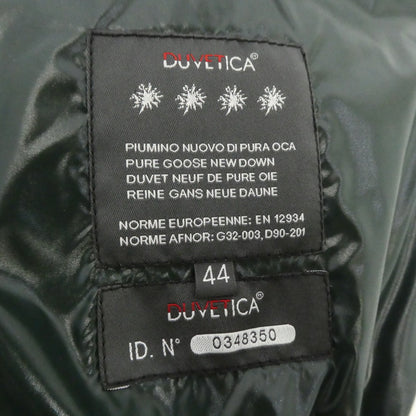 DUVETICA®
PIUMINO NUOVO DI PURA OCA
PURE GOOSE NEW DOWN
DUVET NEUF DE PURE OIE
REINE GANS NEUE DAUNE
NORME EUROPEENNE: EN 12934
NORME AFNOR: G32-003, D90-201
44
DUVETICA®
ID. N° 0348350